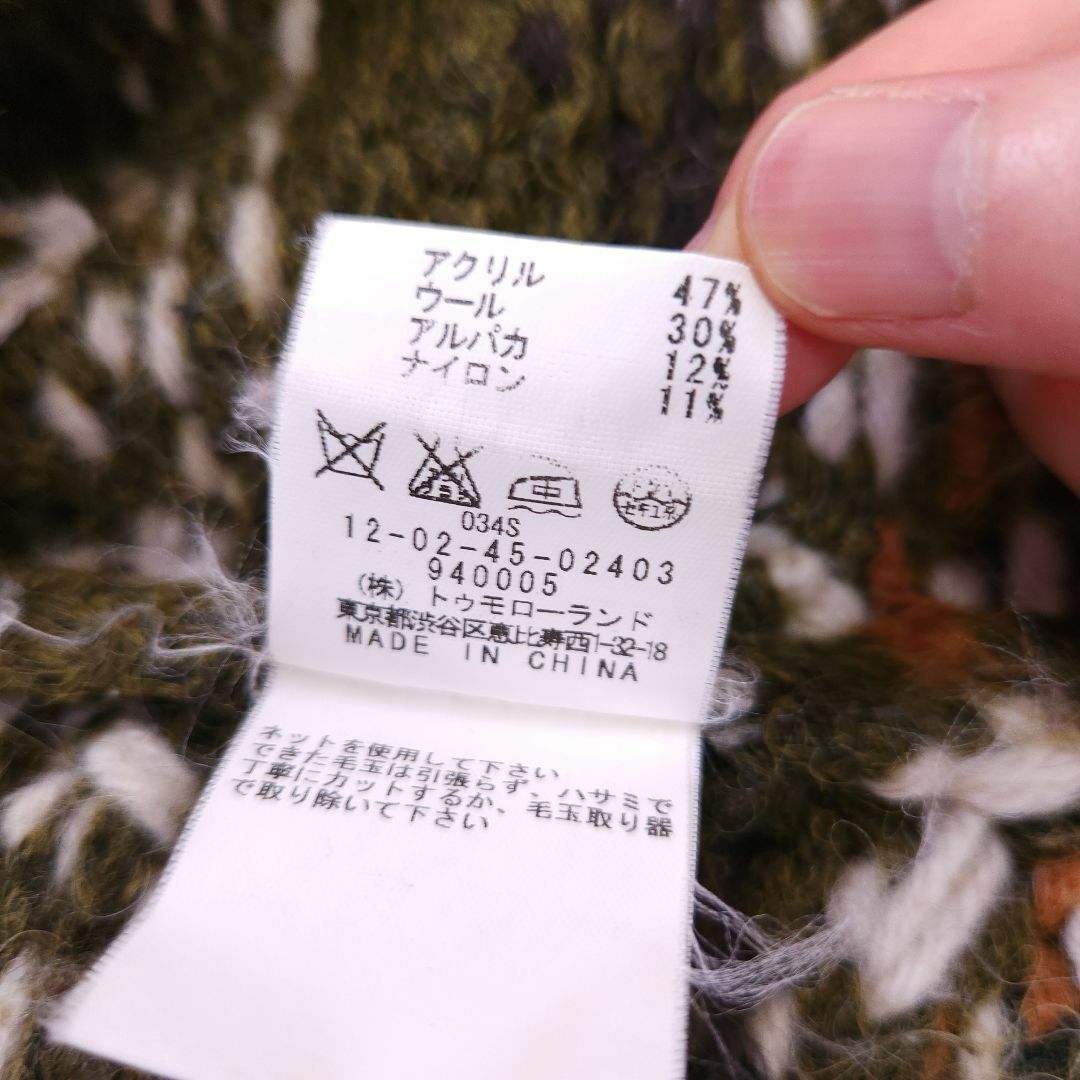 アクリル 47%
ウール 30%
アルパカ 12%
ナイロン 11%
中
セキユ系
034S
12-02-45-02403
940005
(株) トゥモローランド
東京都渋谷区恵比寿西1-32-18
MADE IN CHINA
ネットを使用して下さい
できた毛玉は引張らず、ハサミで
丁寧にカットするか、毛玉取り器
で取り除いて下さい